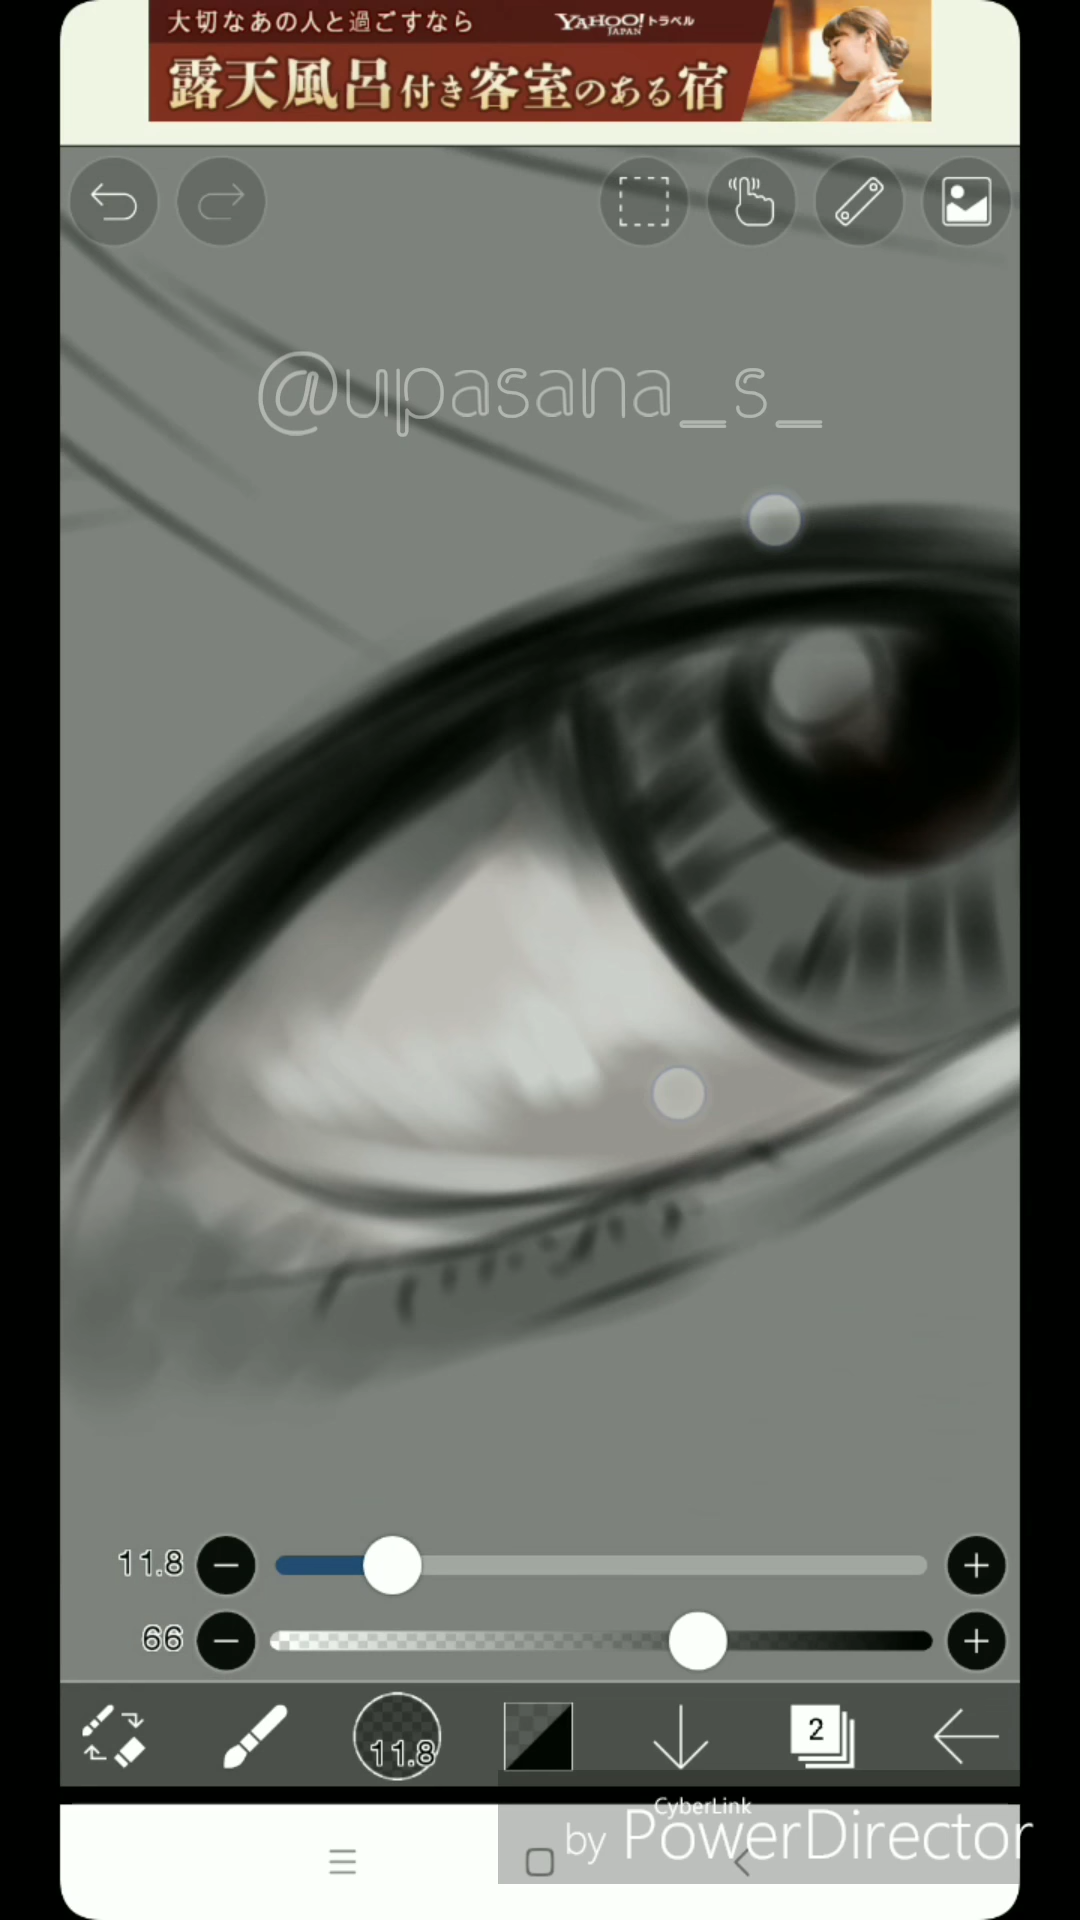 大切なあの人と過ごすなら
YAHOO! トラベル
JAPAN
露天風呂付き客室のある宿
@upasana_s_
11.8
66
11.8
2
CyberLink
by PowerDirector